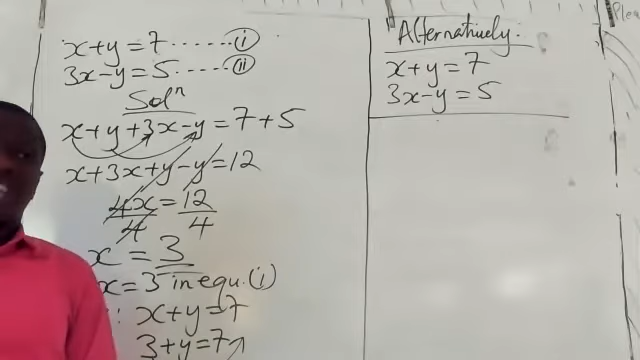 x+y=7 ......(i)
3x-y=5 .....(ii)
Solⁿ
x+y+3x-y=7+5
x+3x+y-y=12
4x=12
4 4
x=3
x=3 in equ.(i)
: x+y=7
3+y=7
Alternatively:
x+y=7
3x-y=5